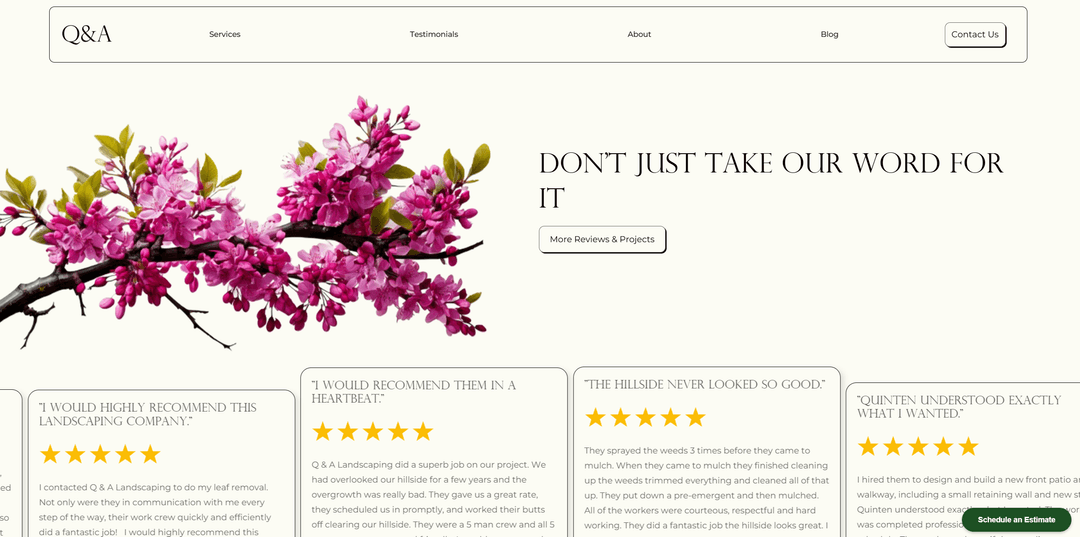 Q&A
Services
Testimonials
About
Blog
Contact Us
DON'T JUST TAKE OUR WORD FOR
IT
More Reviews & Projects
"I WOULD HIGHLY RECOMMEND THIS
LANDSCAPING COMPANY."
I contacted Q & A Landscaping to do my leaf removal.
Not only were they in communication with me every
step of the way, their work crew quickly and efficiently
did a fantastic job! I would highly recommend this
"I WOULD RECOMMEND THEM IN A
HEARTBEAT."
Q & A Landscaping did a superb job on our project. We
had overlooked our hillside for a few years and the
overgrowth was really bad. They gave us a great rate,
they scheduled us in promptly, and worked their butts
off clearing our hillside. They were a 5 man crew and all 5
"THE HILLSIDE NEVER LOOKED SO GOOD."
They sprayed the weeds 3 times before they came to
mulch. When they came to mulch they finished cleaning
up the weeds trimmed everything and cleaned all of that
up. They put down a pre-emergent and then mulched.
All of the workers were courteous, respectful and hard
working. They did a fantastic job the hillside looks great. I
"QUINTEN UNDERSTOOD EXACTLY
WHAT I WANTED."
I hired them to design and build a new front patio
walkway, including a small retaining wall and new
Quinten understood
was completed
Schedule an Estimate